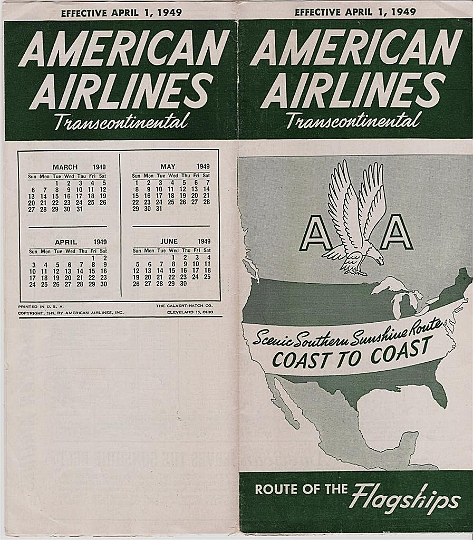 EFFECTIVE APRIL 1, 1949
AMERICAN
AIRLINES
Transcontinental
MARCH 1949
Sun Mon Tue Wed Thu Fri Sat
1 2 3 4 5
6 7 8 9 10 11 12
13 14 15 16 17 18 19
20 21 22 23 24 25 26
27 28 29 30 31
MAY 1949
Sun Mon Tue Wed Thu Fri Sat
1 2 3 4 5 6 7
8 9 10 11 12 13 14
15 16 17 18 19 20 21
22 23 24 25 26 27 28
29 30 31
APRIL 1949
Sun Mon Tue Wed Thu Fri Sat
1 2
3 4 5 6 7 8 9
10 11 12 13 14 15 16
17 18 19 20 21 22 23
24 25 26 27 28 29 30
JUNE 1949
Sun Mon Tue Wed Thu Fri Sat
1 2 3 4
5 6 7 8 9 10 11
12 13 14 15 16 17 18
19 20 21 22 23 24 25
26 27 28 29 30
PRINTED IN U. S. A.
THE CALVERT-HATCH CO.
COPYRIGHT, BY AMERICAN AIRLINES, INC.
CLEVELAND 15, OHIO
EFFECTIVE APRIL 1, 1949
AMERICAN
AIRLINES
Transcontinental
A A
Scenic Southern Sunshine Route
COAST TO COAST
ROUTE OF THE Flagships